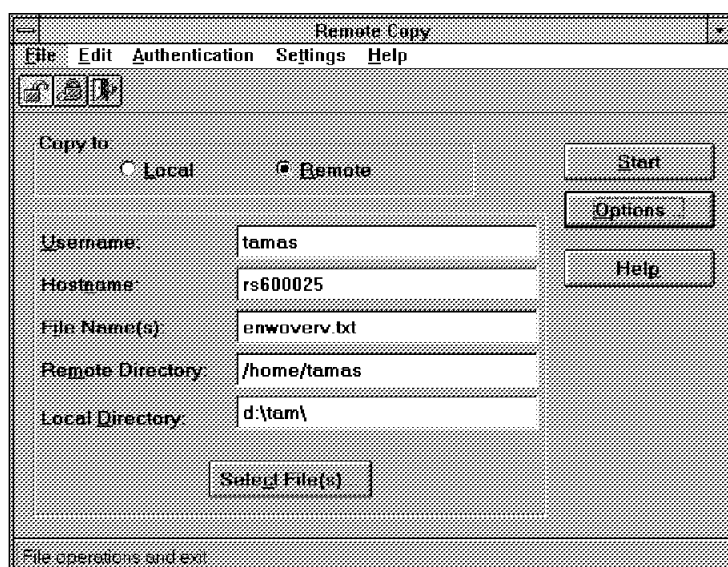 Remote Copy
File Edit Authentication Settings Help
Copy to
Local Remote
Start
Options
Username: tamas
Hostname: rs600025
Help
File Name(s): enwoverv.txt
Remote Directory: /home/tamas
Local Directory: d:\tam\
Select File(s)
File operations and exit